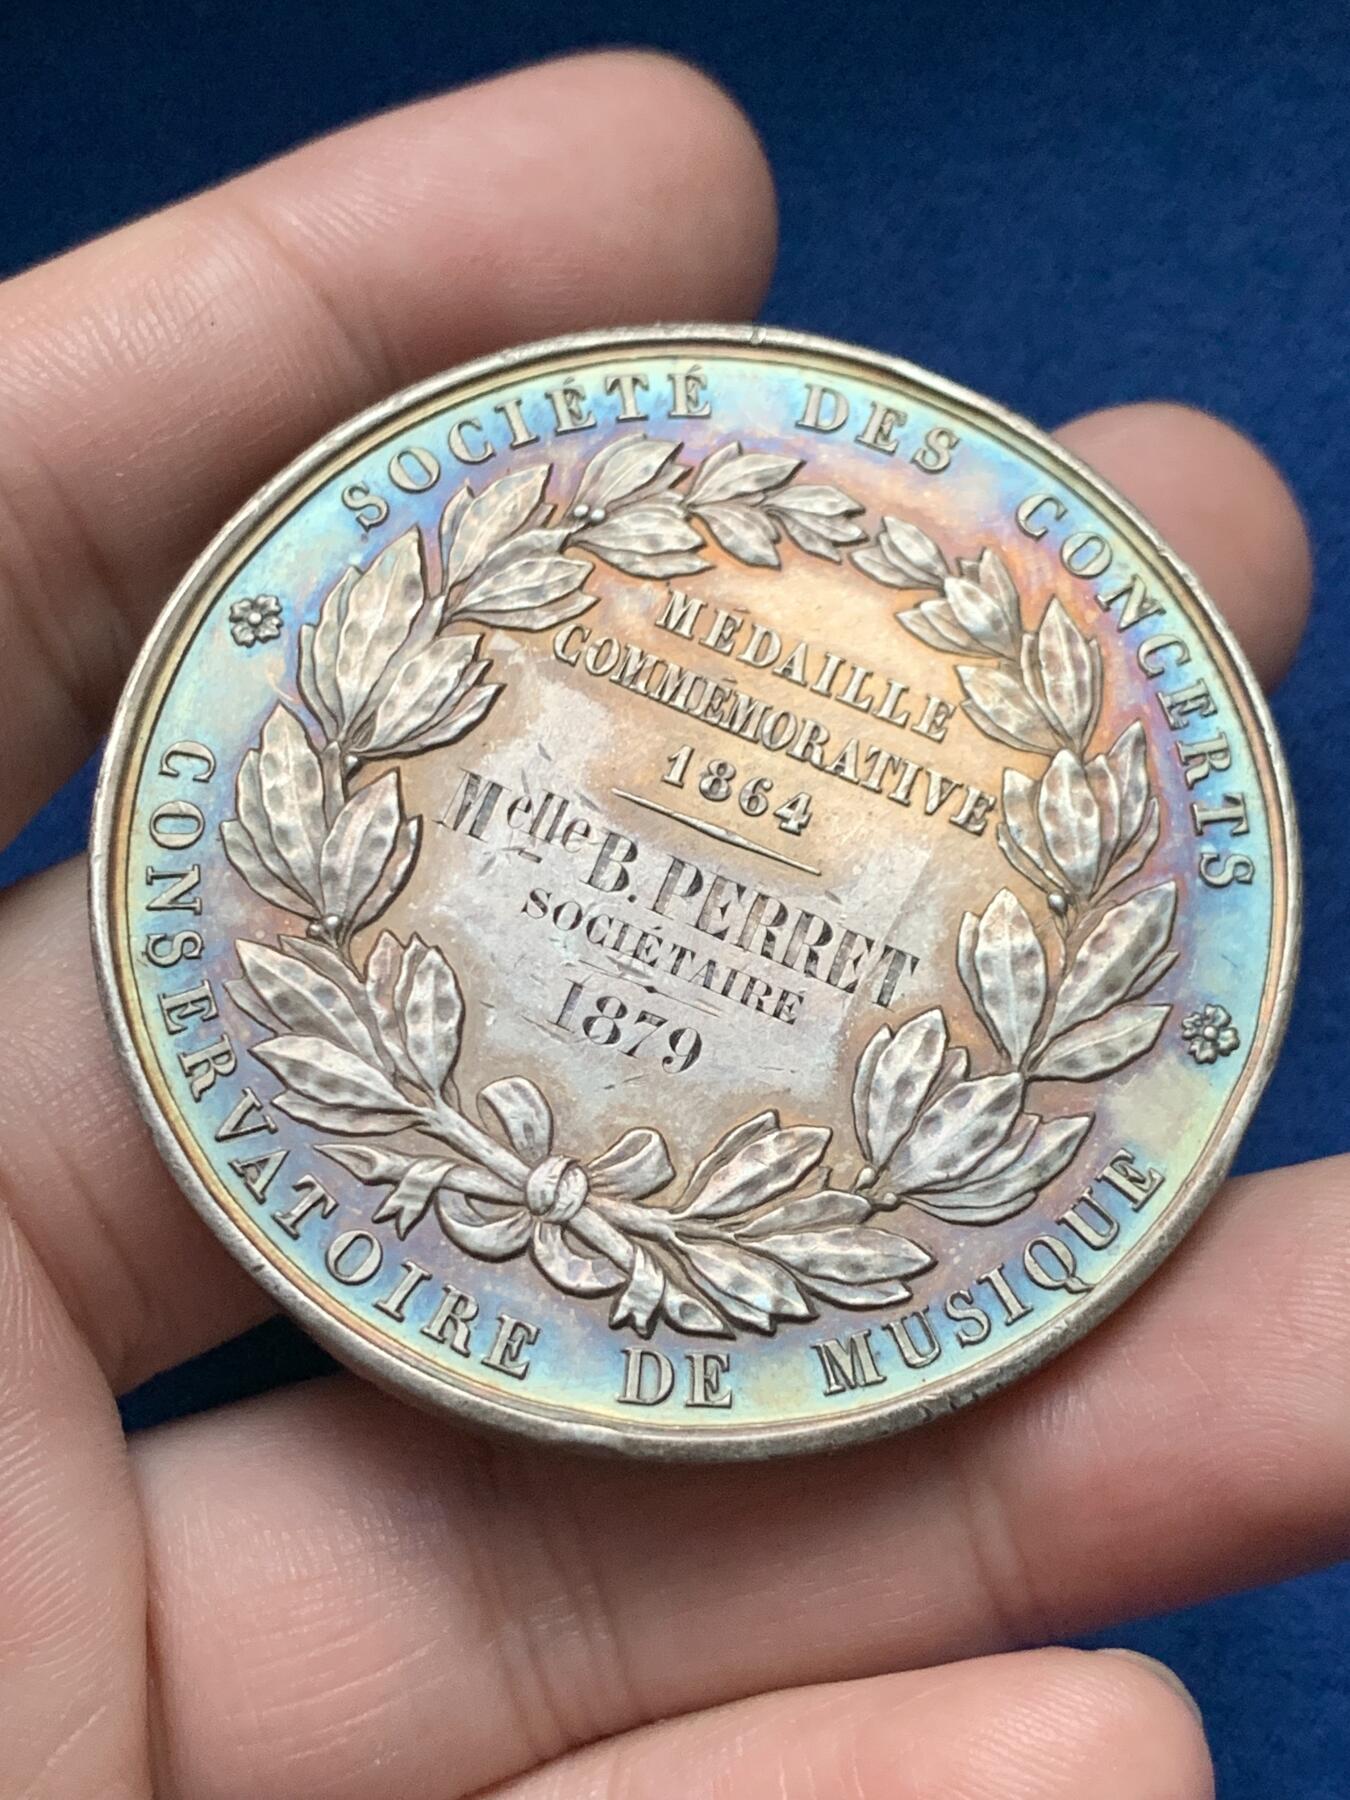 SOCIÉTÉ DES CONCERTS
MÉDAILLE
COMMÉMORATIVE
1864
Melle B. PERRET
SOCIÉTAIRE
1879
CONSERVATOIRE DE MUSIQUE